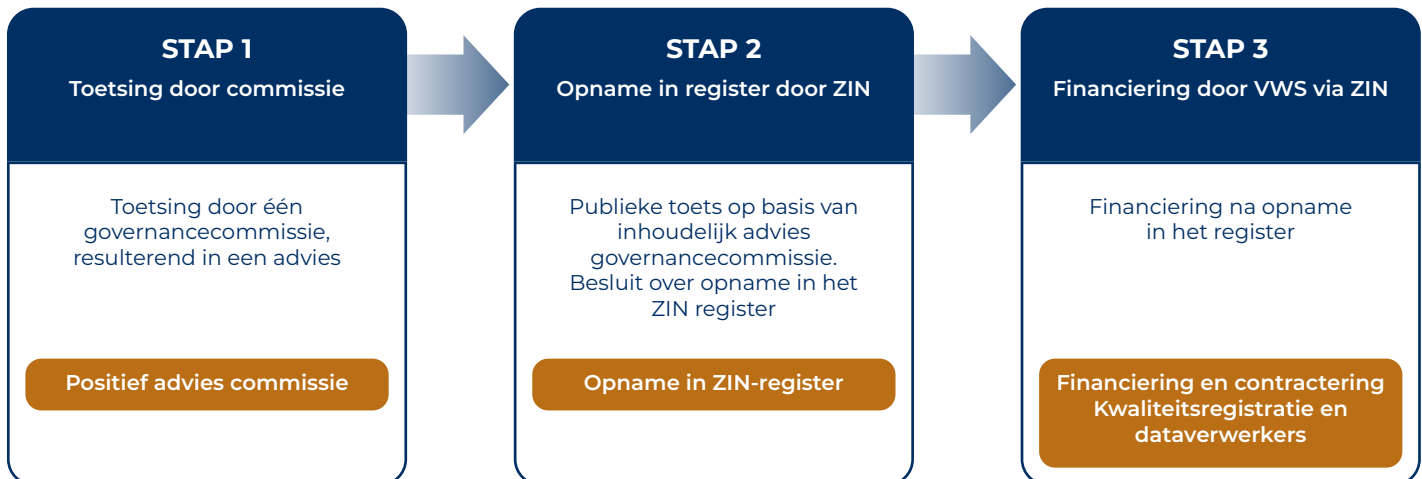 STAP 1
Toetsing door commissie
Toetsing door één
governancecommissie,
resulterend in een advies
Positief advies commissie
STAP 2
Opname in register door ZIN
Publieke toets op basis van
inhoudelijk advies
governancecommissie.
Besluit over opname in het
ZIN register
Opname in ZIN-register
STAP 3
Financiering door VWS via ZIN
Financiering na opname
in het register
Financiering en contractering
Kwaliteitsregistratie en
dataverwerkers